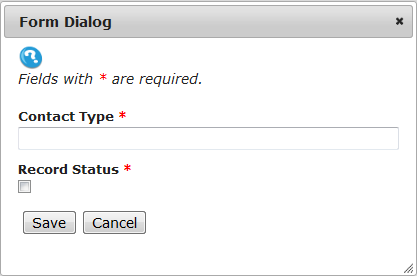 Form Dialog
Fields with * are required.
Contact Type *
Record Status *
Save Cancel